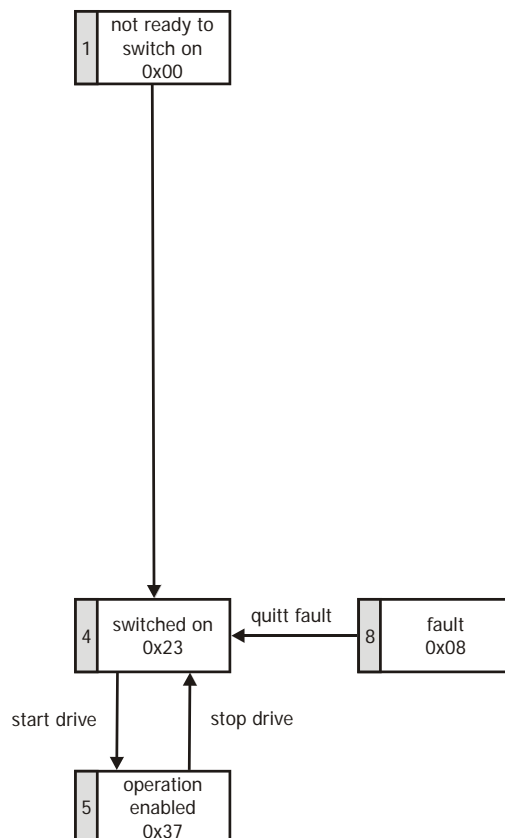 1
not ready to
switch on
0x00
4
switched on
0x23
quitt fault
8
fault
0x08
start drive
stop drive
5
operation
enabled
0x37